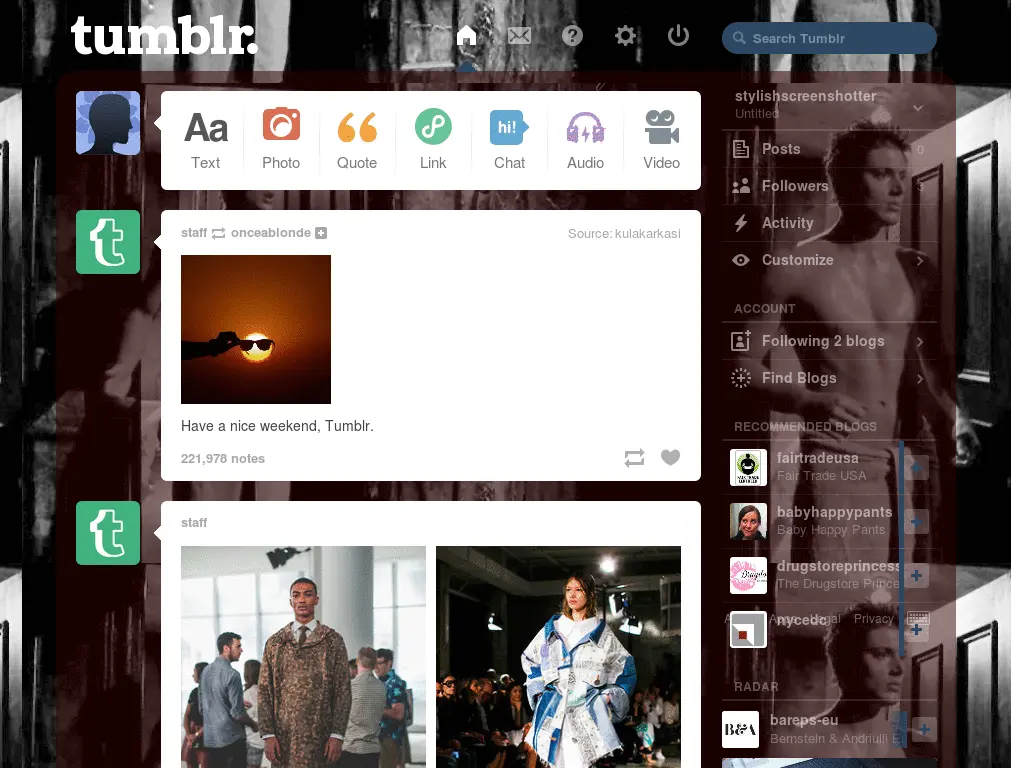 tumblr.
Search Tumblr
Aa
Text
Photo
Quote
Link
hi!
Chat
Audio
Video
staff onceablonde
Source: kulakarkasi
Have a nice weekend, Tumblr.
221,978 notes
staff
stylishscreenshotter
Untitled
Posts 0
Followers
Activity
Customize
ACCOUNT
Following 2 blogs
Find Blogs
RECOMMENDED BLOGS
fairtradeusa
Fair Trade USA
babyhappypants
Baby Happy Pants
drugstoreprincess
The Drugstore Prince
Legal Privacy
RADAR
B&A
bareps-eu
Bernstein & Andriulli E